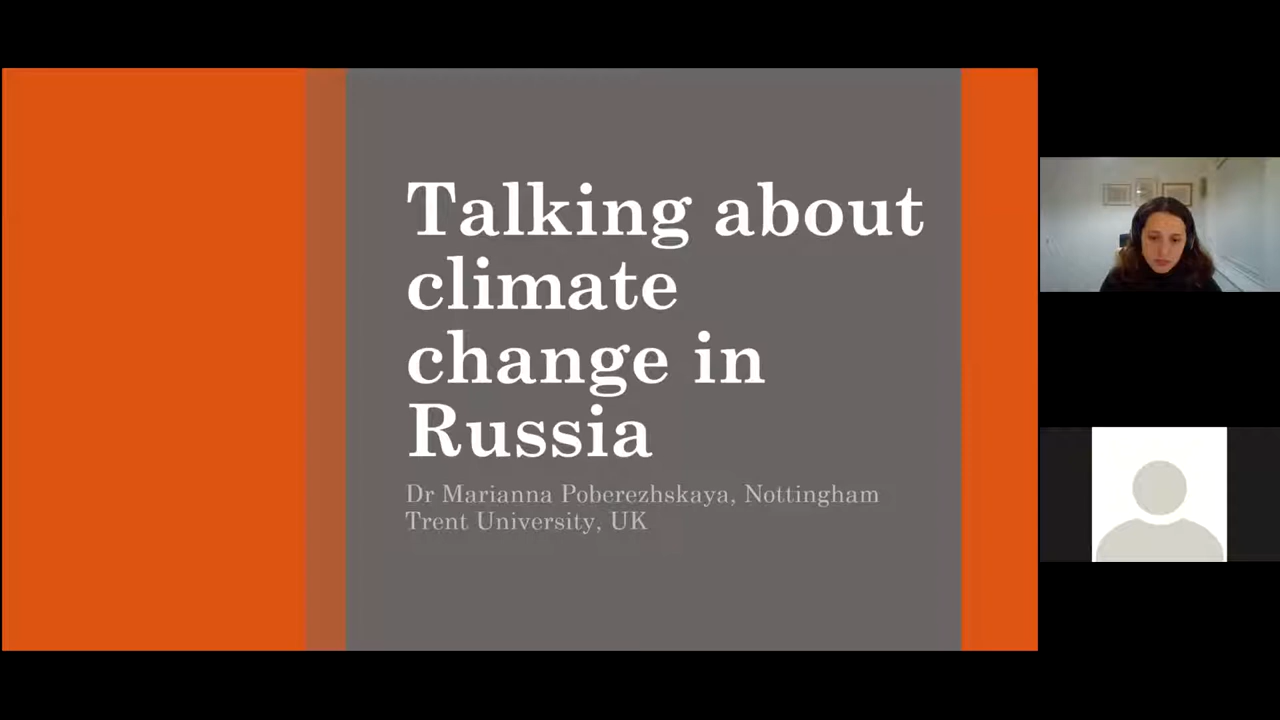 Talking about
climate
change in
Russia
Dr Marianna Poberezhskaya, Nottingham
Trent University, UK